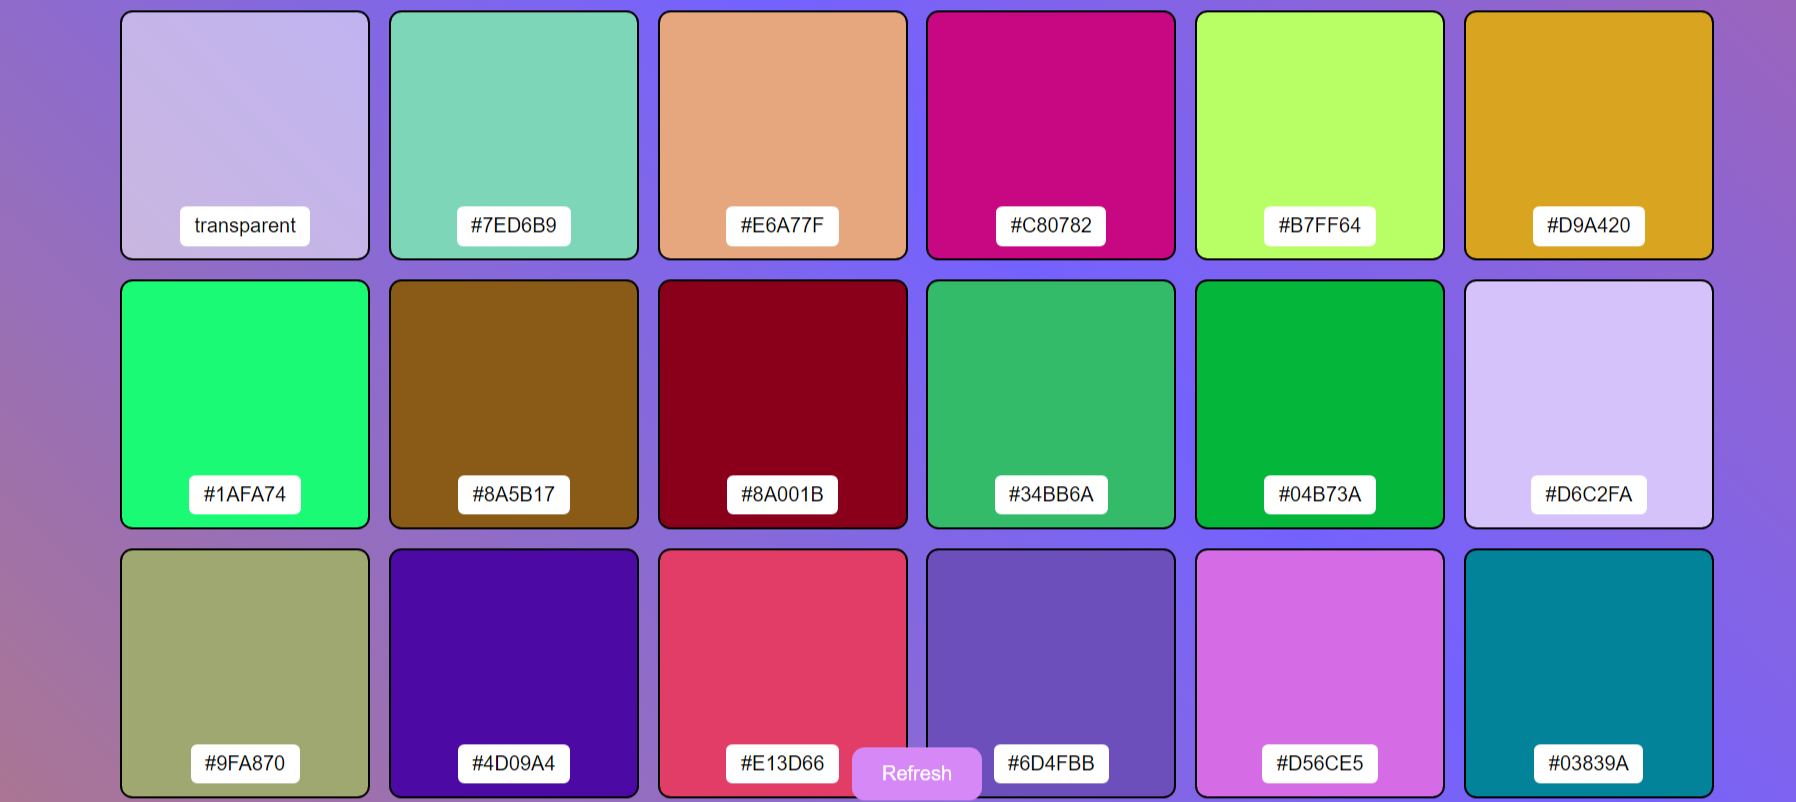 transparent
#7ED6B9
#E6A77F
#C80782
#B7FF64
#D9A420
#1AFA74
#8A5B17
#8A001B
#34BB6A
#04B73A
#D6C2FA
#9FA870
#4D09A4
#E13D66
#6D4FBB
#D56CE5
#03839A
Refresh